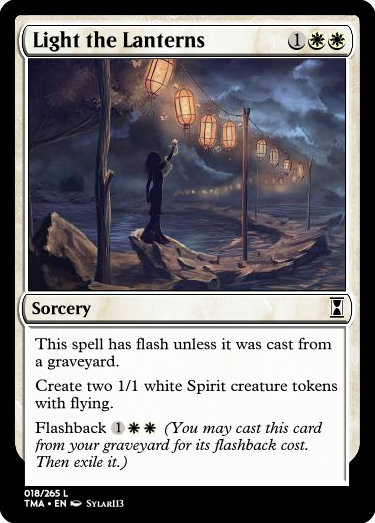 Light the Lanterns 1
Sorcery
This spell has flash unless it was cast from
a graveyard.
Create two 1/1 white Spirit creature tokens
with flying.
Flashback 1 (You may cast this card
from your graveyard for its flashback cost.
Then exile it.)
018/265 L
TMA • EN Sylar113